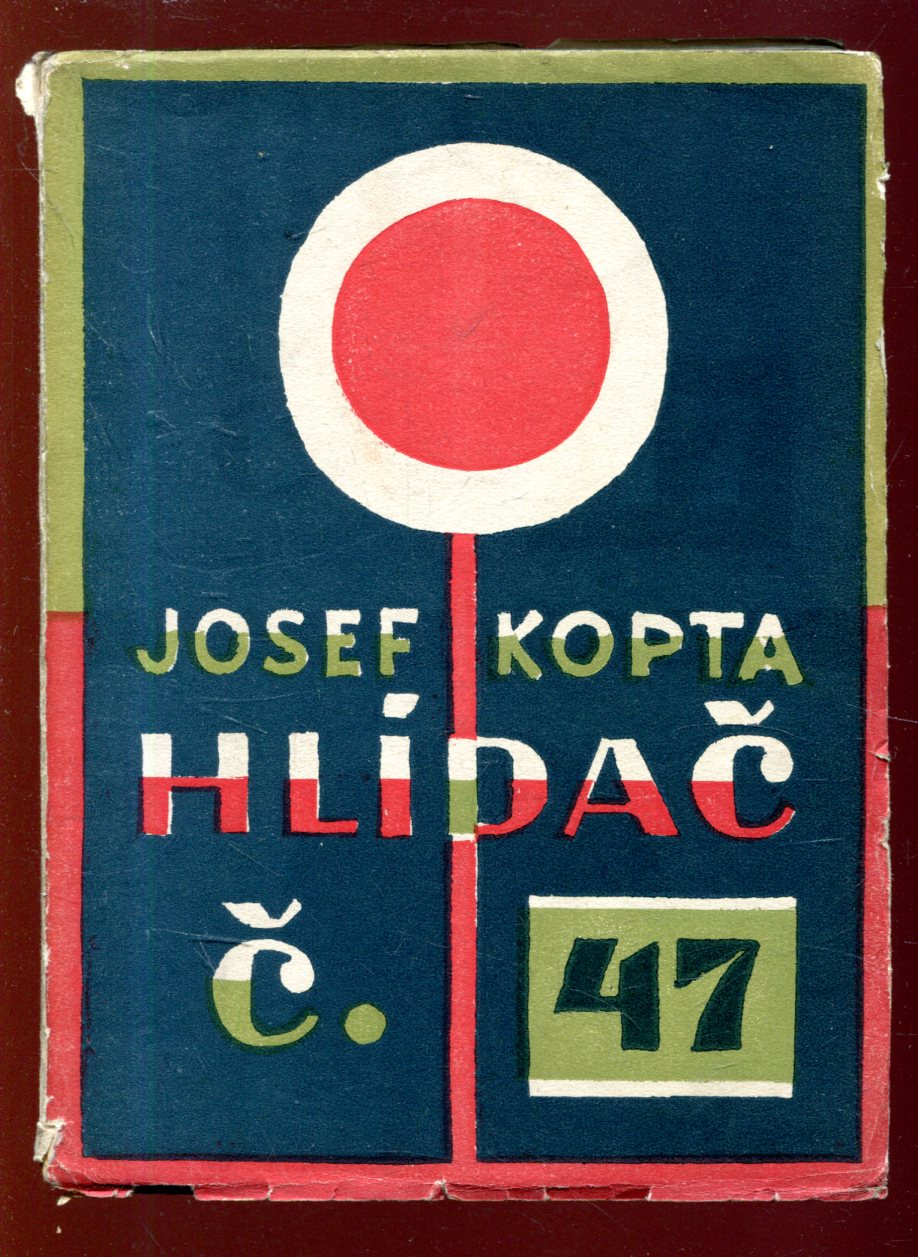 JOSEF KOPTA
HLÍDAČ
Č. 47